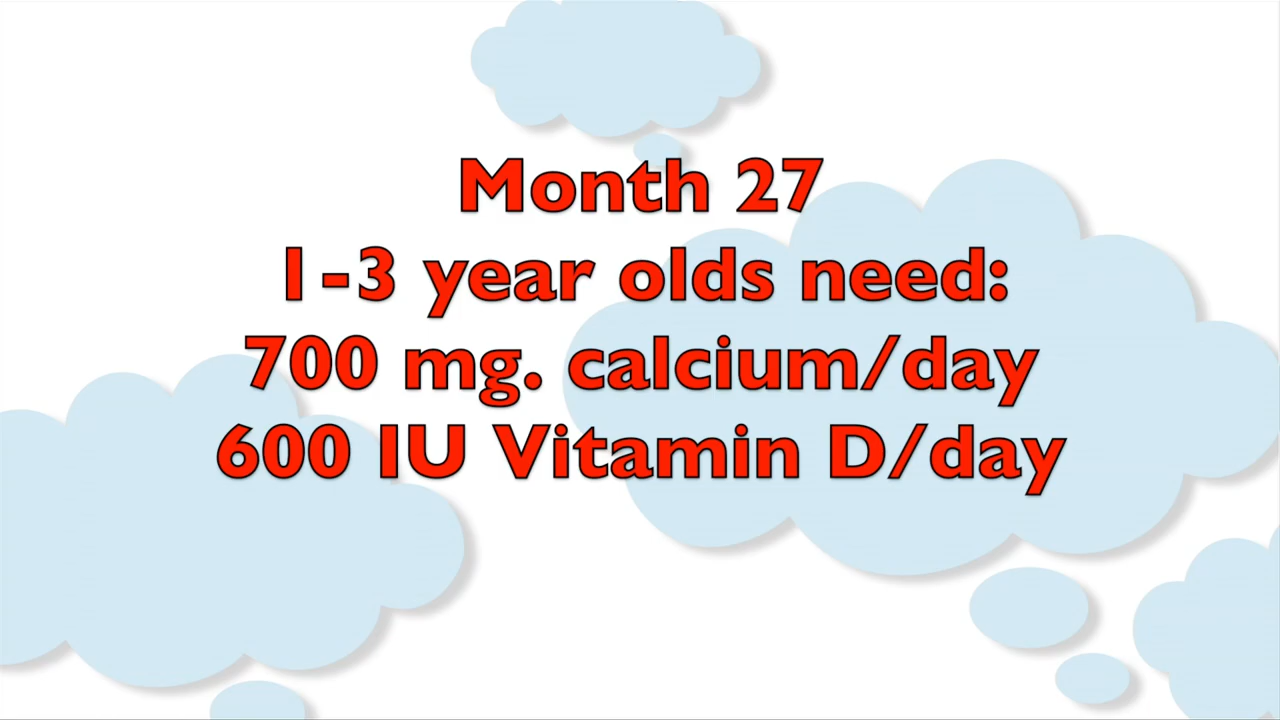 Month 27
1-3 year olds need:
700 mg. calcium/day
600 IU Vitamin D/day